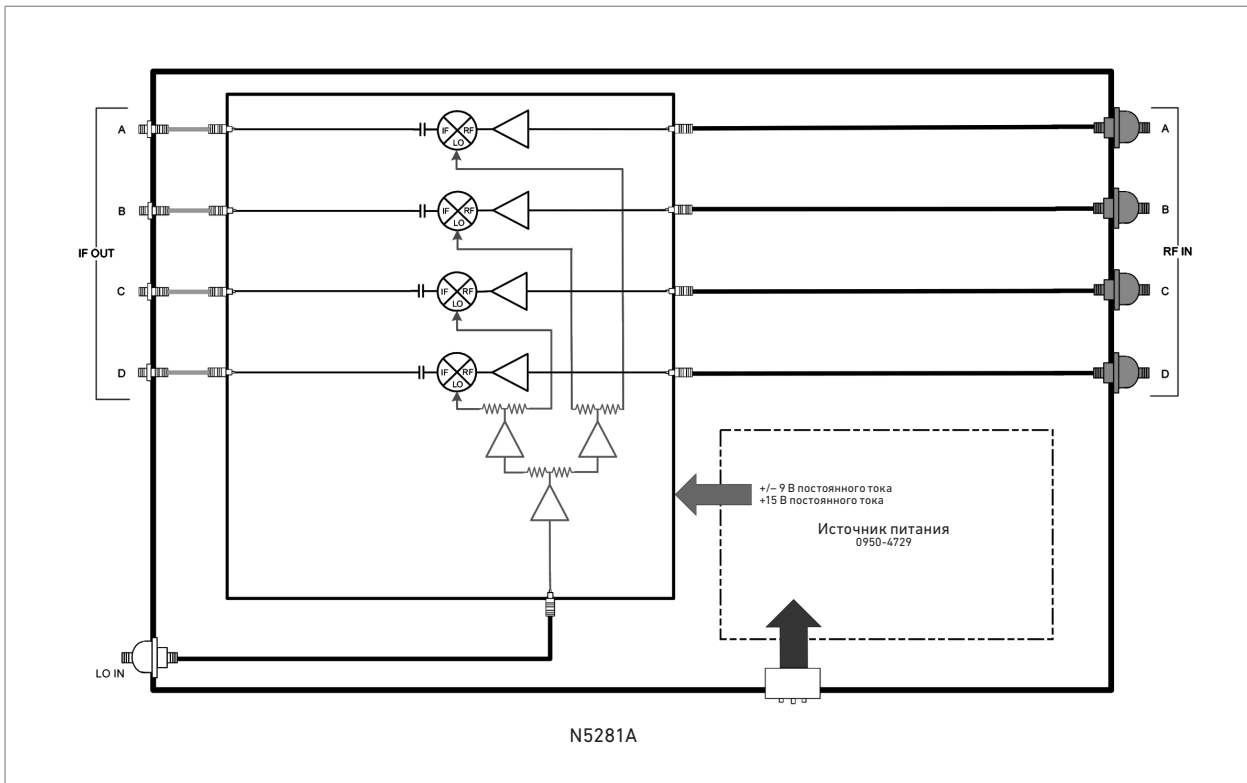 A
IF
RF
LO
A
B
IF
RF
LO
B
IF OUT
RF IN
C
IF
RF
LO
C
D
IF
RF
LO
D
+/– 9 В постоянного тока
+15 В постоянного тока
Источник питания
0950-4729
LO IN
N5281A